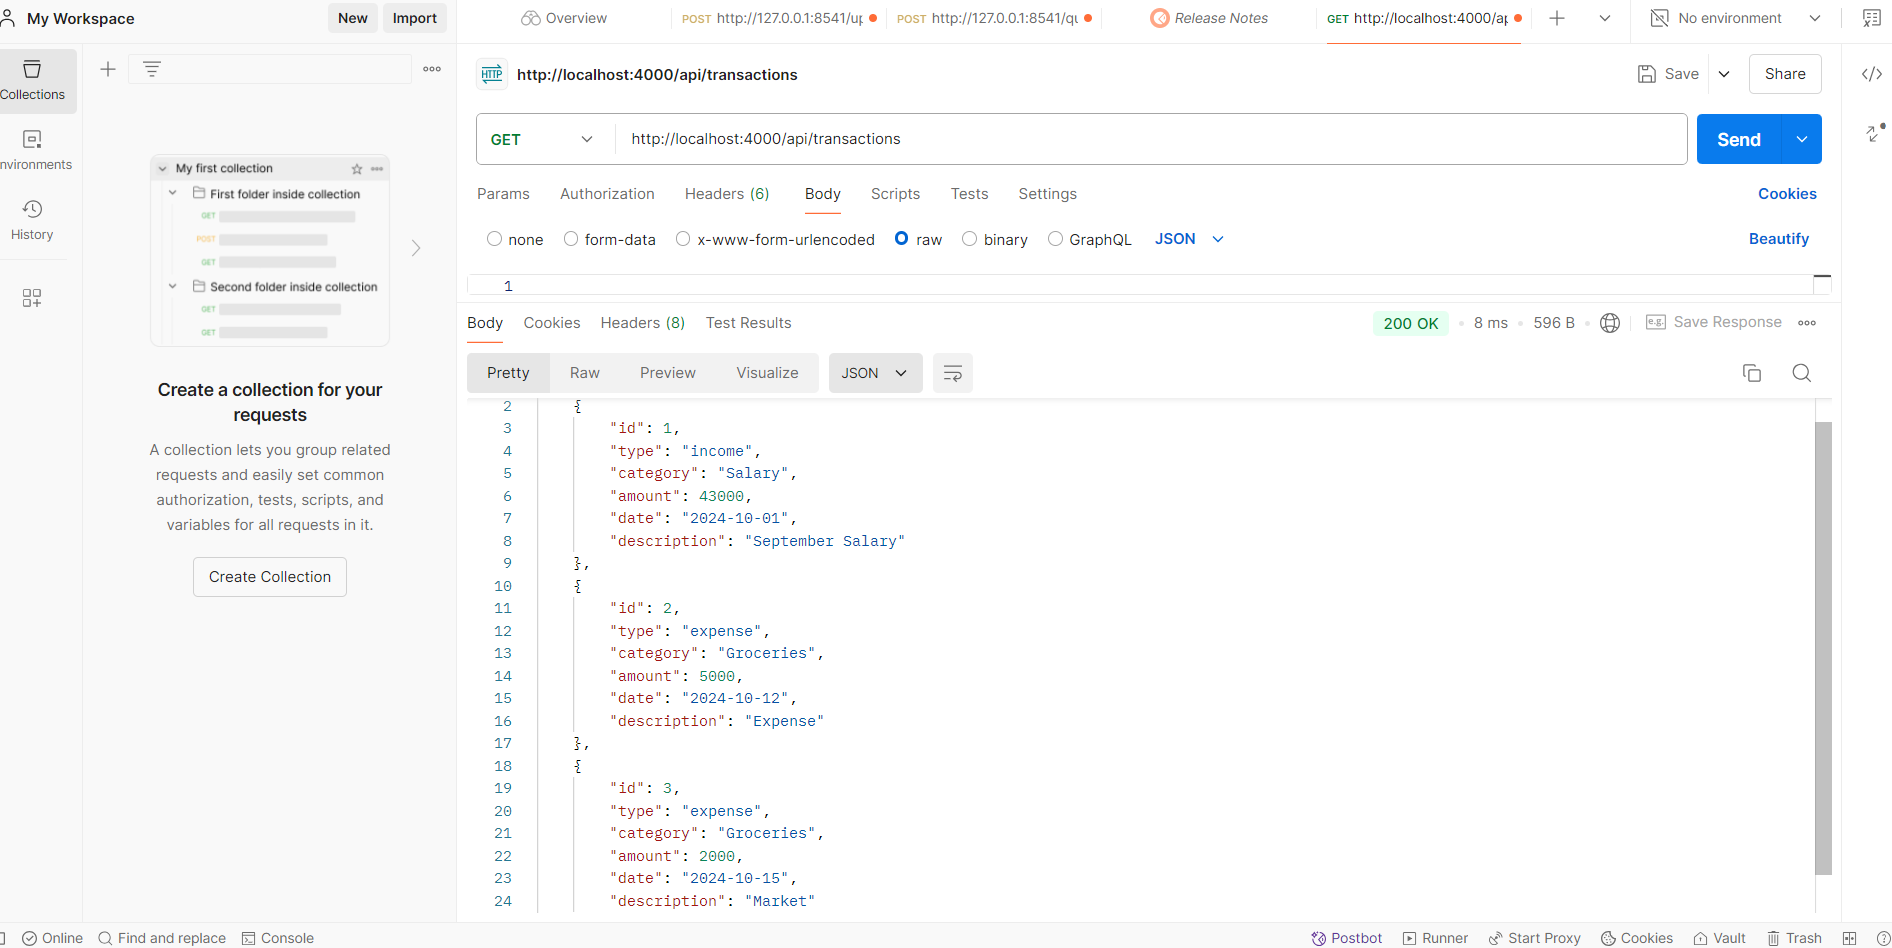 My Workspace
New
Import
Overview
POST http://127.0.0.1:8541/up
POST http://127.0.0.1:8541/qu
Release Notes
GET http://localhost:4000/ap
No environment
Collections
nvironments
History
My first collection
First folder inside collection
GET
POST
GET
Second folder inside collection
GET
GET
Create a collection for your
requests
A collection lets you group related
requests and easily set common
authorization, tests, scripts, and
variables for all requests in it.
Create Collection
HTTP http://localhost:4000/api/transactions
Save
Share
GET http://localhost:4000/api/transactions
Send
Params Authorization Headers (6) Body Scripts Tests Settings
Cookies
none form-data x-www-form-urlencoded raw binary GraphQL JSON
Beautify
1
Body Cookies Headers (8) Test Results
200 OK 8 ms 596 B e.g. Save Response
Pretty Raw Preview Visualize JSON
2 {
3 "id": 1,
4 "type": "income",
5 "category": "Salary",
6 "amount": 43000,
7 "date": "2024-10-01",
8 "description": "September Salary"
9 },
10 {
11 "id": 2,
12 "type": "expense",
13 "category": "Groceries",
14 "amount": 5000,
15 "date": "2024-10-12",
16 "description": "Expense"
17 },
18 {
19 "id": 3,
20 "type": "expense",
21 "category": "Groceries",
22 "amount": 2000,
23 "date": "2024-10-15",
24 "description": "Market"
Online
Find and replace
Console
Postbot
Runner
Start Proxy
Cookies
Vault
Trash